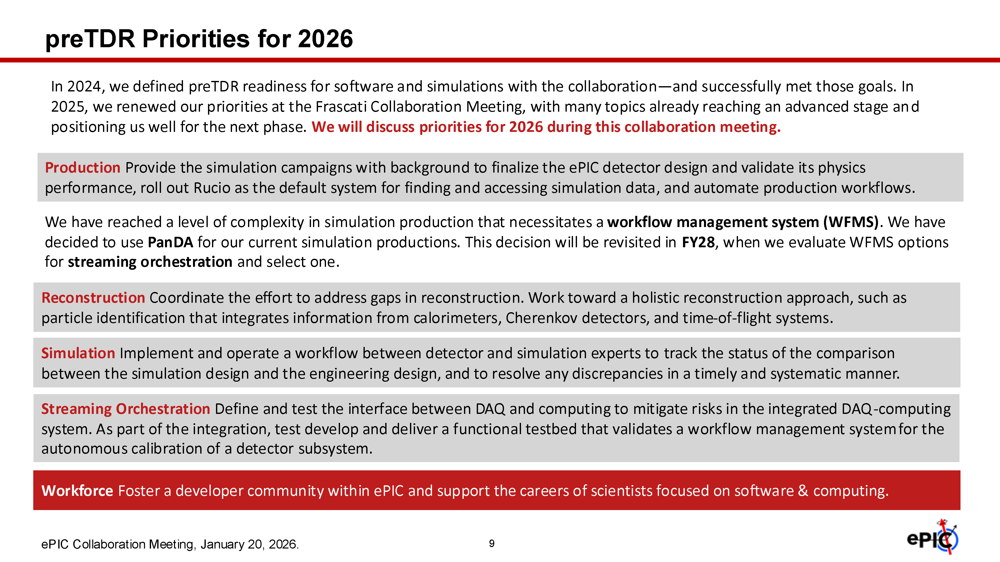 preTDR Priorities for 2026
In 2024, we defined preTDR readiness for software and simulations with the collaboration—and successfully met those goals. In
2025, we renewed our priorities at the Frascati Collaboration Meeting, with many topics already reaching an advanced stage and
positioning us well for the next phase. We will discuss priorities for 2026 during this collaboration meeting.
Production Provide the simulation campaigns with background to finalize the ePIC detector design and validate its physics
performance, roll out Rucio as the default system for finding and accessing simulation data, and automate production workflows.
We have reached a level of complexity in simulation production that necessitates a workflow management system (WFMS). We have
decided to use PanDA for our current simulation productions. This decision will be revisited in FY28, when we evaluate WFMS options
for streaming orchestration and select one.
Reconstruction Coordinate the effort to address gaps in reconstruction. Work toward a holistic reconstruction approach, such as
particle identification that integrates information from calorimeters, Cherenkov detectors, and time-of-flight systems.
Simulation Implement and operate a workflow between detector and simulation experts to track the status of the comparison
between the simulation design and the engineering design, and to resolve any discrepancies in a timely and systematic manner.
Streaming Orchestration Define and test the interface between DAQ and computing to mitigate risks in the integrated DAQ-computing
system. As part of the integration, test develop and deliver a functional testbed that validates a workflow management system for the
autonomous calibration of a detector subsystem.
Workforce Foster a developer community within ePIC and support the careers of scientists focused on software & computing.
ePIC Collaboration Meeting, January 20, 2026.
9
ePIC